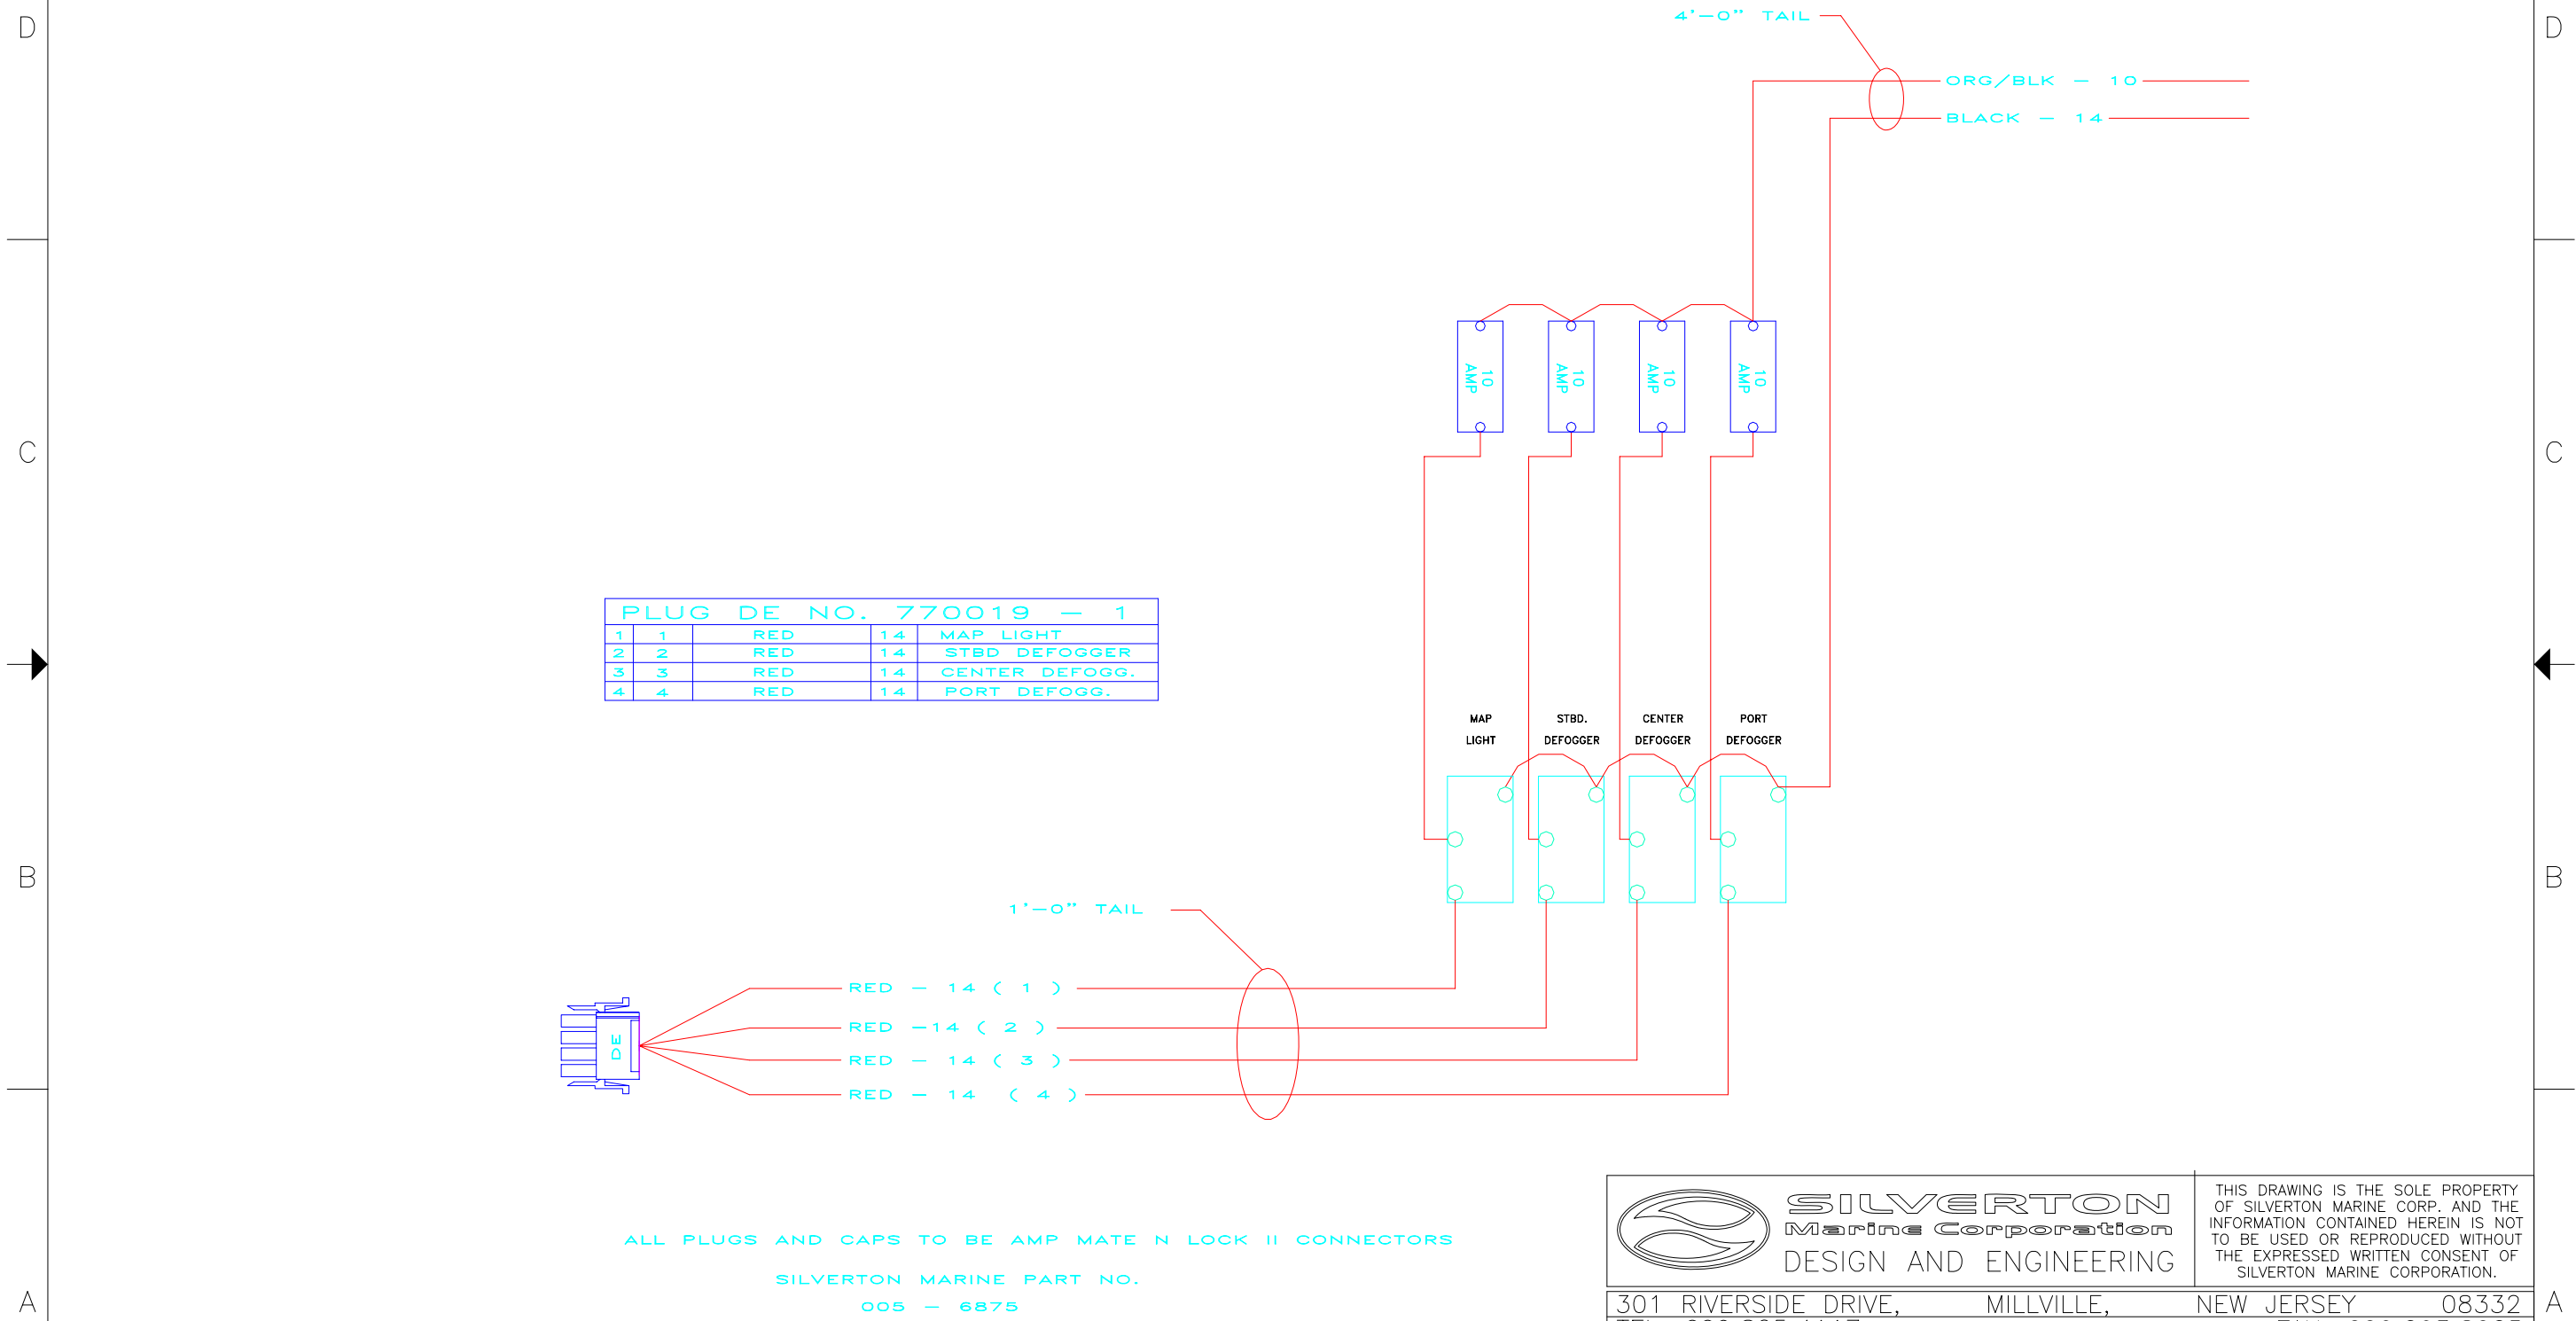 D
D
4'-0" TAIL
ORG/BLK - 10
BLACK - 14
10 AMP
10 AMP
10 AMP
10 AMP
C
C
PLUG DE NO. 770019 - 1
1 1 RED 14 MAP LIGHT
2 2 RED 14 STBD DEFOGGER
3 3 RED 14 CENTER DEFOGG.
4 4 RED 14 PORT DEFOGG.
MAP LIGHT
STBD. DEFOGGER
CENTER DEFOGGER
PORT DEFOGGER
B
B
1'-0" TAIL
RED - 14 ( 1 )
RED -14 ( 2 )
RED - 14 ( 3 )
RED - 14 ( 4 )
DE
ALL PLUGS AND CAPS TO BE AMP MATE N LOCK II CONNECTORS
SILVERTON MARINE PART NO.
005 - 6875
SILVERTON
Marine Corporation
DESIGN AND ENGINEERING
THIS DRAWING IS THE SOLE PROPERTY
OF SILVERTON MARINE CORP. AND THE
INFORMATION CONTAINED HEREIN IS NOT
TO BE USED OR REPRODUCED WITHOUT
THE EXPRESSED WRITTEN CONSENT OF
SILVERTON MARINE CORPORATION.
A
301 RIVERSIDE DRIVE, MILLVILLE, NEW JERSEY 08332
A